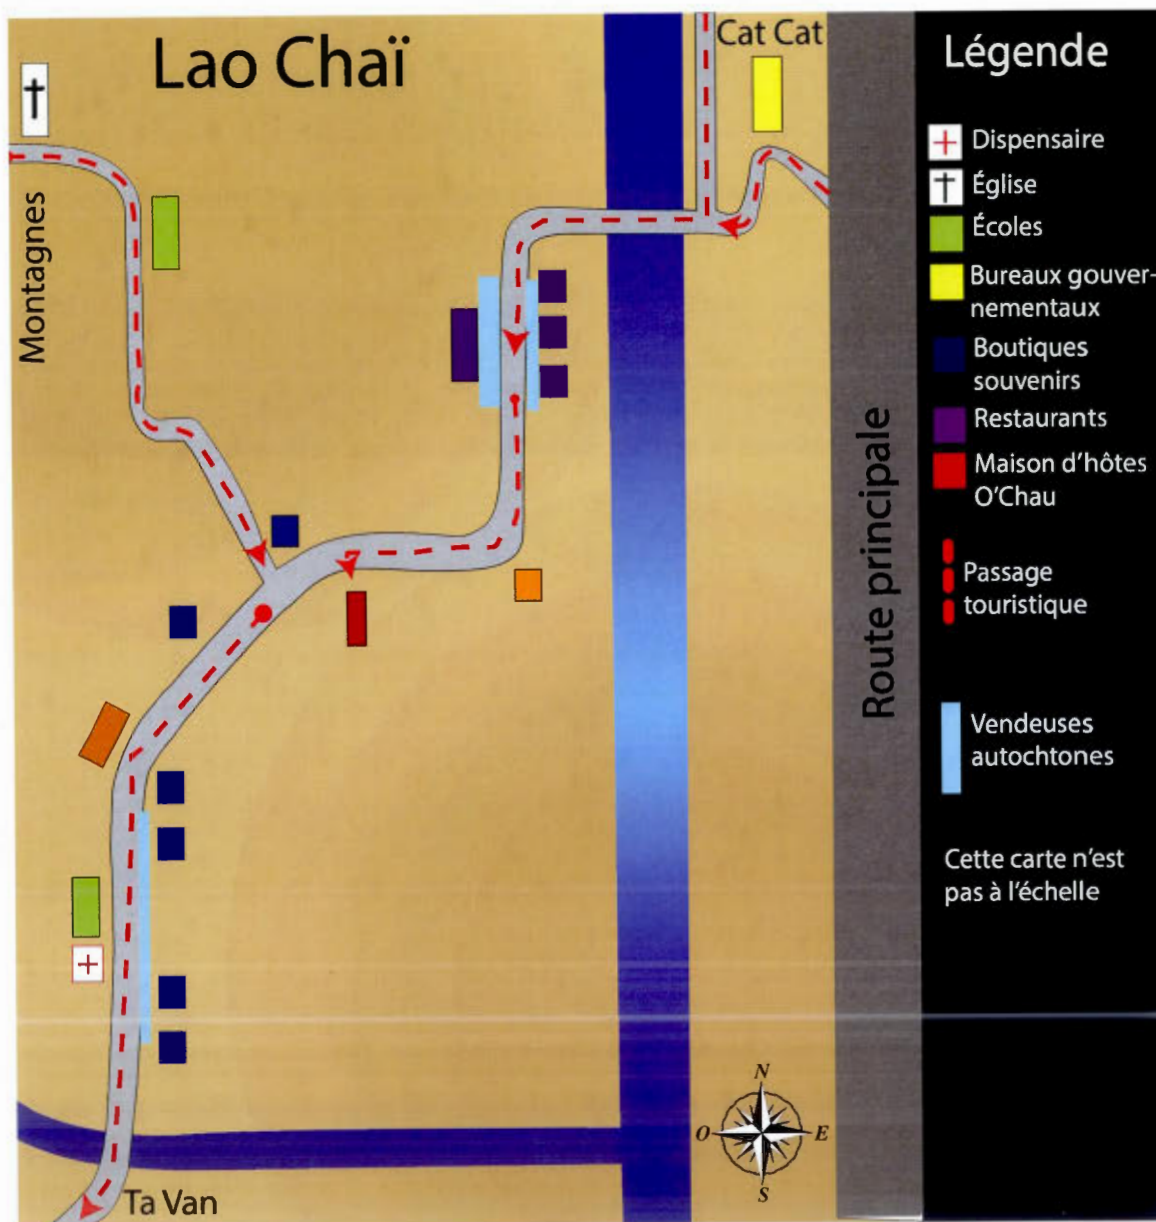 Lao Chaï
Cat Cat
Montagnes
Route principale
Ta Van
N
O
E
S
Légende
Dispensaire
Église
Écoles
Bureaux gouver-
nementaux
Boutiques
souvenirs
Restaurants
Maison d'hôtes
O'Chau
Passage
touristique
Vendeuses
autochtones
Cette carte n'est
pas à l'échelle